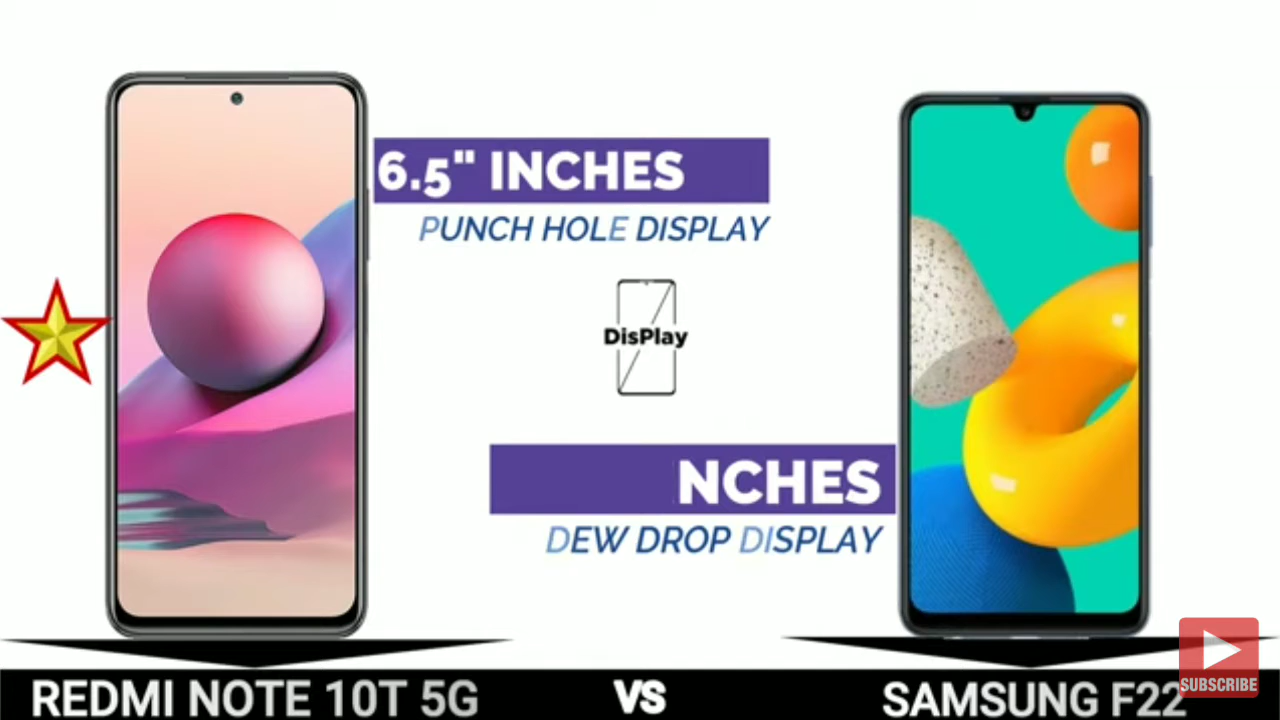 6.5" INCHES
PUNCH HOLE DISPLAY
DisPlay
NCHES
DEW DROP DISPLAY
REDMI NOTE 10T 5G
VS
SAMSUNG F22
SUBSCRIBE